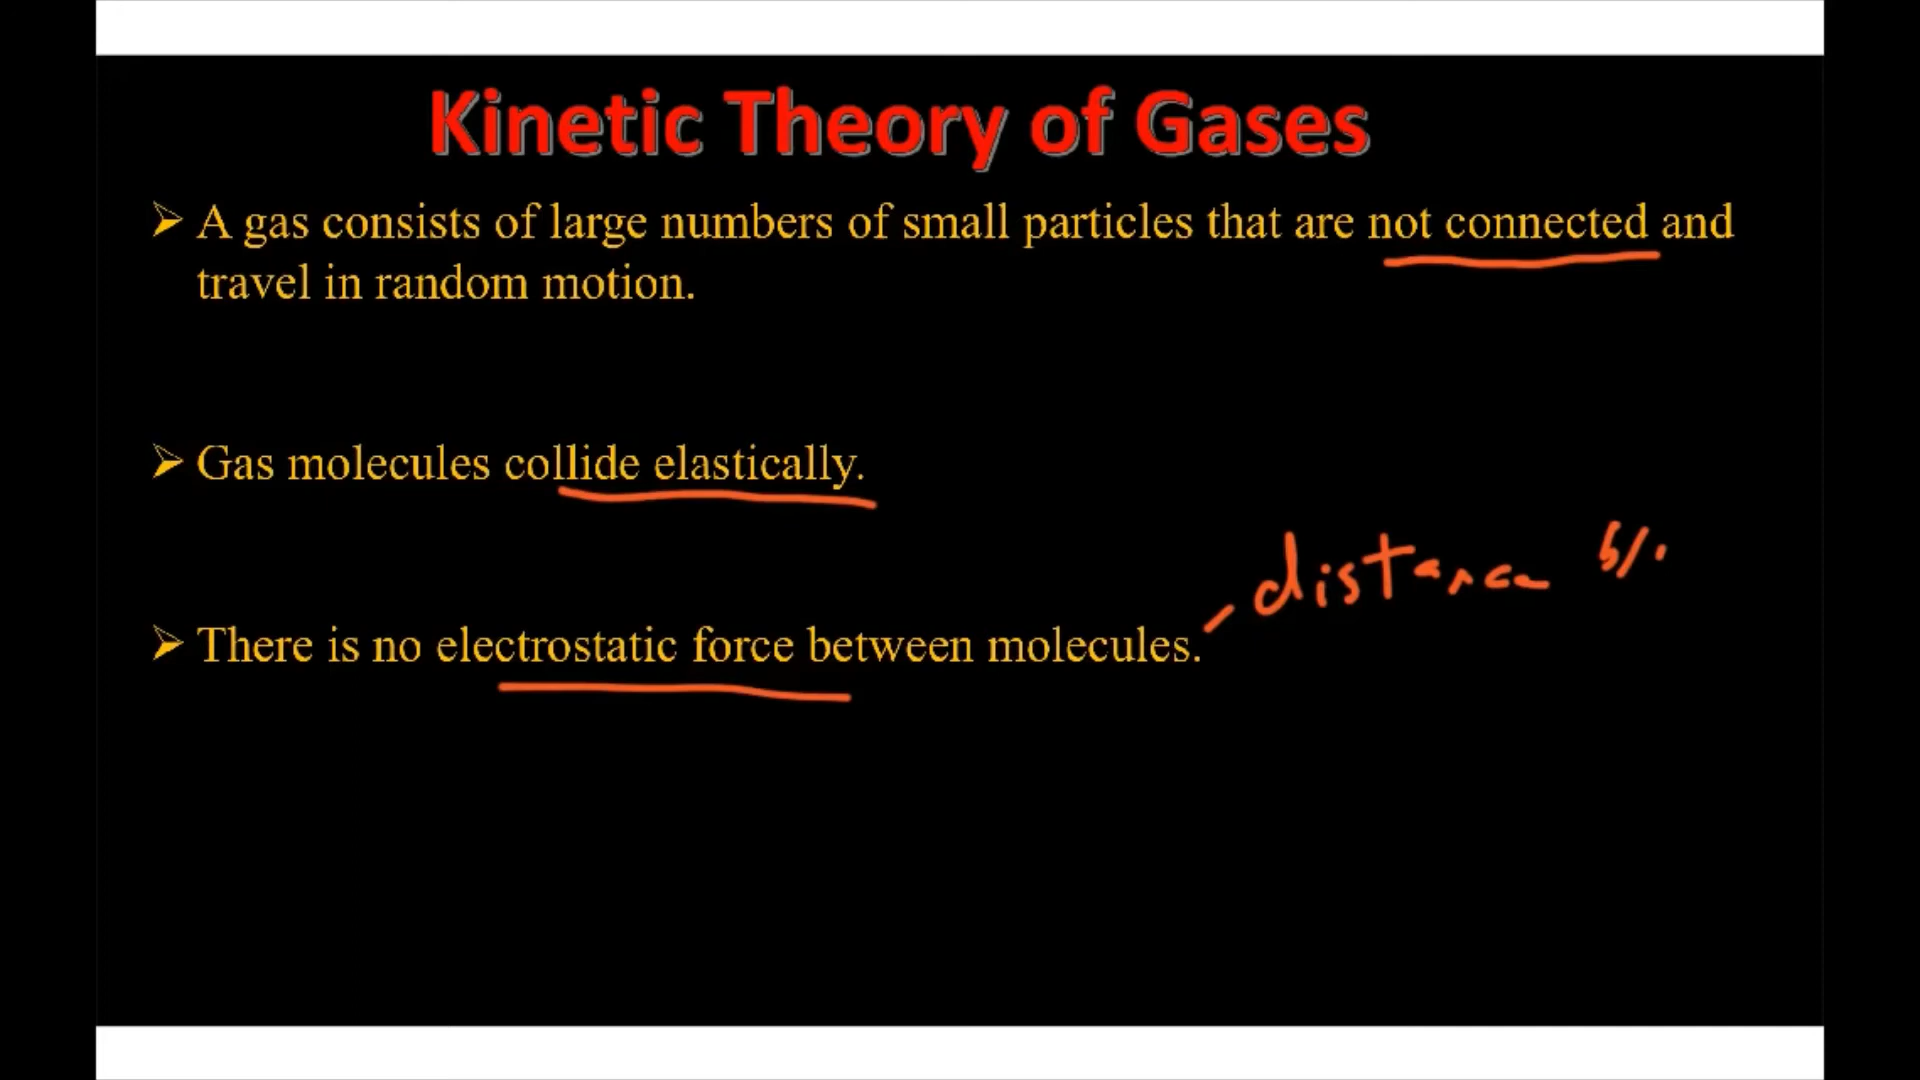 Kinetic Theory of Gases
➢ A gas consists of large numbers of small particles that are not connected and
travel in random motion.
➢ Gas molecules collide elastically.
distance b/.
➢ There is no electrostatic force between molecules.